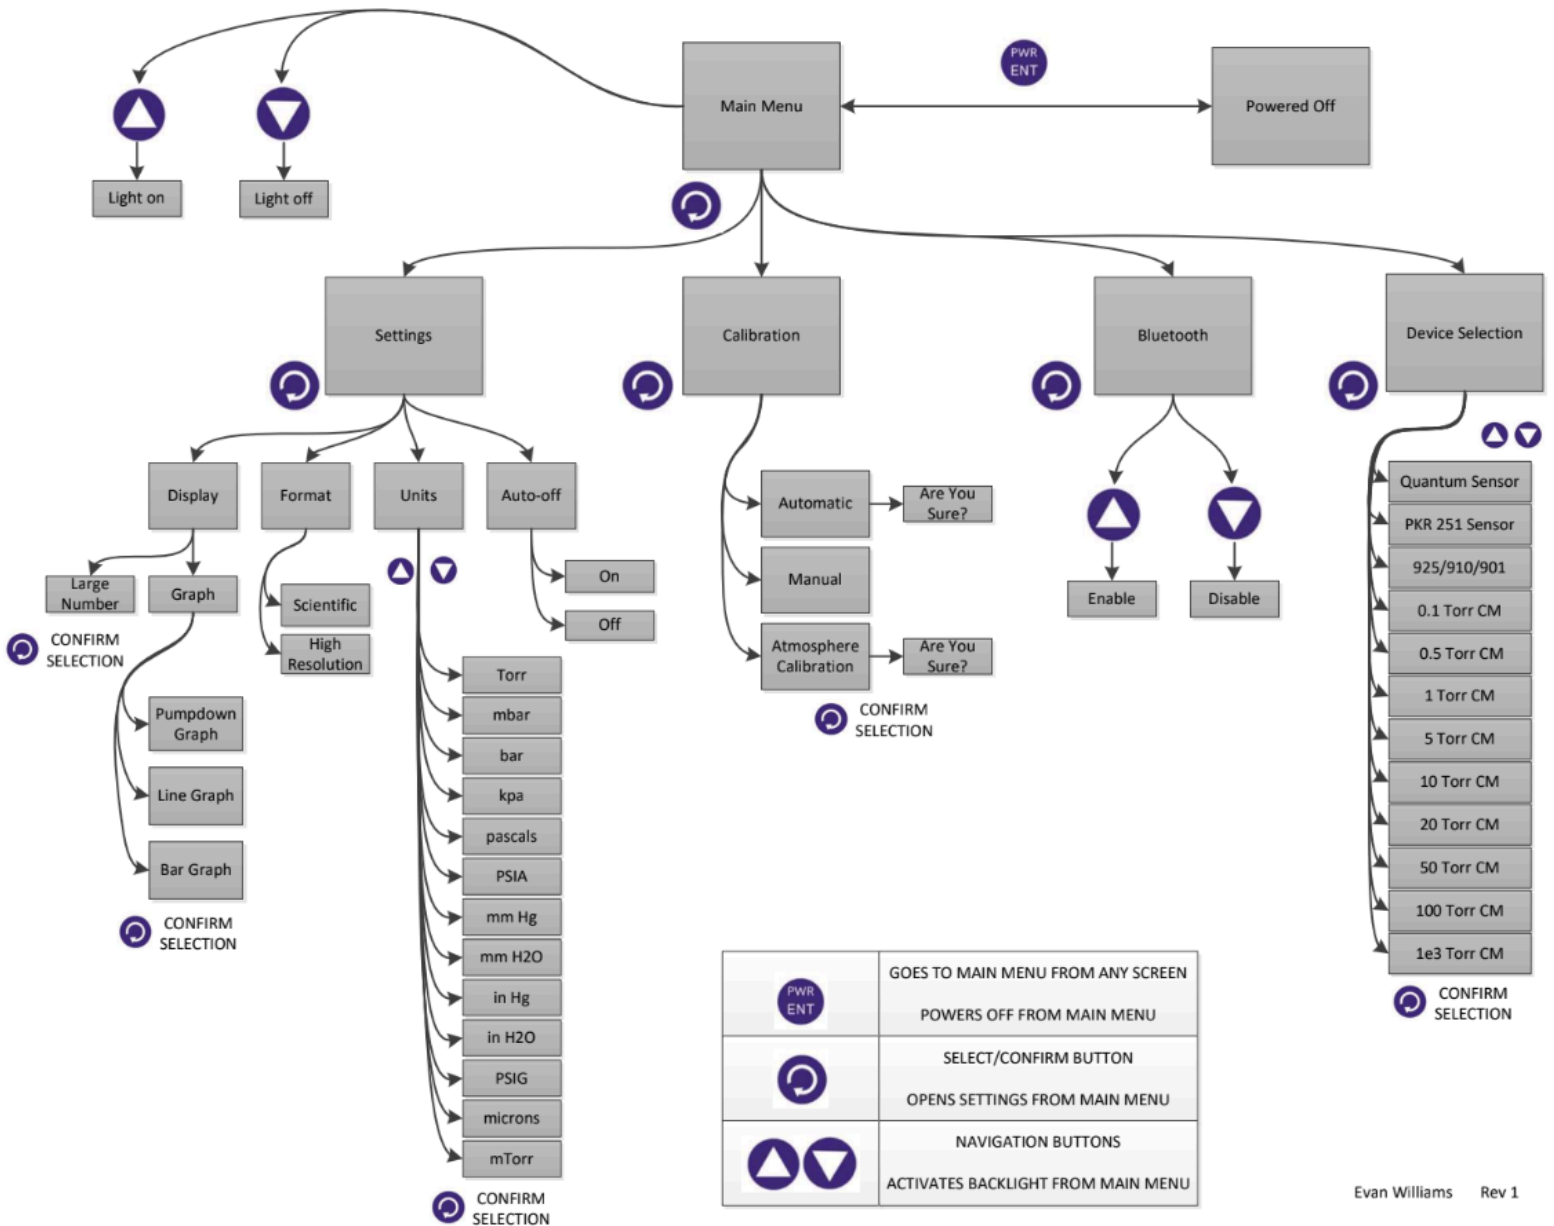 PWR
ENT
Main Menu
Powered Off
Light on
Light off
Settings
Calibration
Bluetooth
Device Selection
Display
Format
Units
Auto-off
Large
Number
Graph
CONFIRM
SELECTION
Pumpdown
Graph
Line Graph
Bar Graph
CONFIRM
SELECTION
Scientific
High
Resolution
Torr
mbar
bar
kpa
pascals
PSIA
mm Hg
mm H2O
in Hg
in H2O
PSIG
microns
mTorr
CONFIRM
SELECTION
On
Off
Automatic
Are You
Sure?
Manual
Atmosphere
Calibration
Are You
Sure?
CONFIRM
SELECTION
Enable
Disable
Quantum Sensor
PKR 251 Sensor
925/910/901
0.1 Torr CM
0.5 Torr CM
1 Torr CM
5 Torr CM
10 Torr CM
20 Torr CM
50 Torr CM
100 Torr CM
1e3 Torr CM
CONFIRM
SELECTION
PWR
ENT
GOES TO MAIN MENU FROM ANY SCREEN
POWERS OFF FROM MAIN MENU
SELECT/CONFIRM BUTTON
OPENS SETTINGS FROM MAIN MENU
NAVIGATION BUTTONS
ACTIVATES BACKLIGHT FROM MAIN MENU
Evan Williams Rev 1